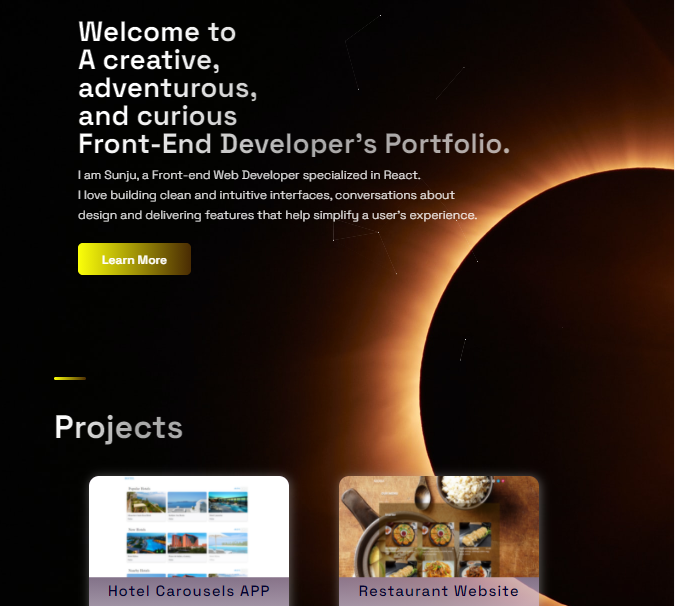 Welcome to
A creative,
adventurous,
and curious
Front-End Developer's Portfolio.
I am Sunju, a Front-end Web Developer specialized in React.
I love building clean and intuitive interfaces, conversations about
design and delivering features that help simplify a user's experience.
Learn More
Projects
Hotel Carousels APP
Restaurant Website